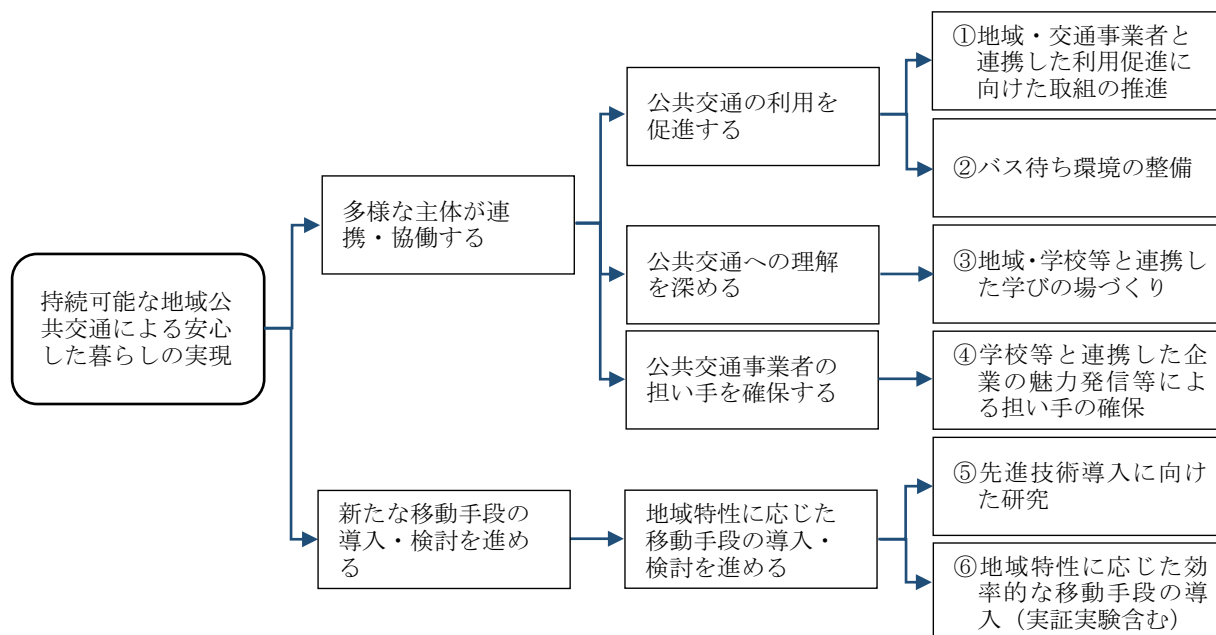 持続可能な地域公
共交通による安心
した暮らしの実現
多様な主体が連
携・協働する
新たな移動手段の
導入・検討を進め
る
公共交通の利用を
促進する
公共交通への理解
を深める
公共交通事業者の
担い手を確保する
地域特性に応じた
移動手段の導入・
検討を進める
①地域・交通事業者と
連携した利用促進に
向けた取組の推進
②バス待ち環境の整備
③地域・学校等と連携し
た学びの場づくり
④学校等と連携した企
業の魅力発信等によ
る担い手の確保
⑤先進技術導入に向け
た研究
⑥地域特性に応じた効
率的な移動手段の導
入（実証実験含む）